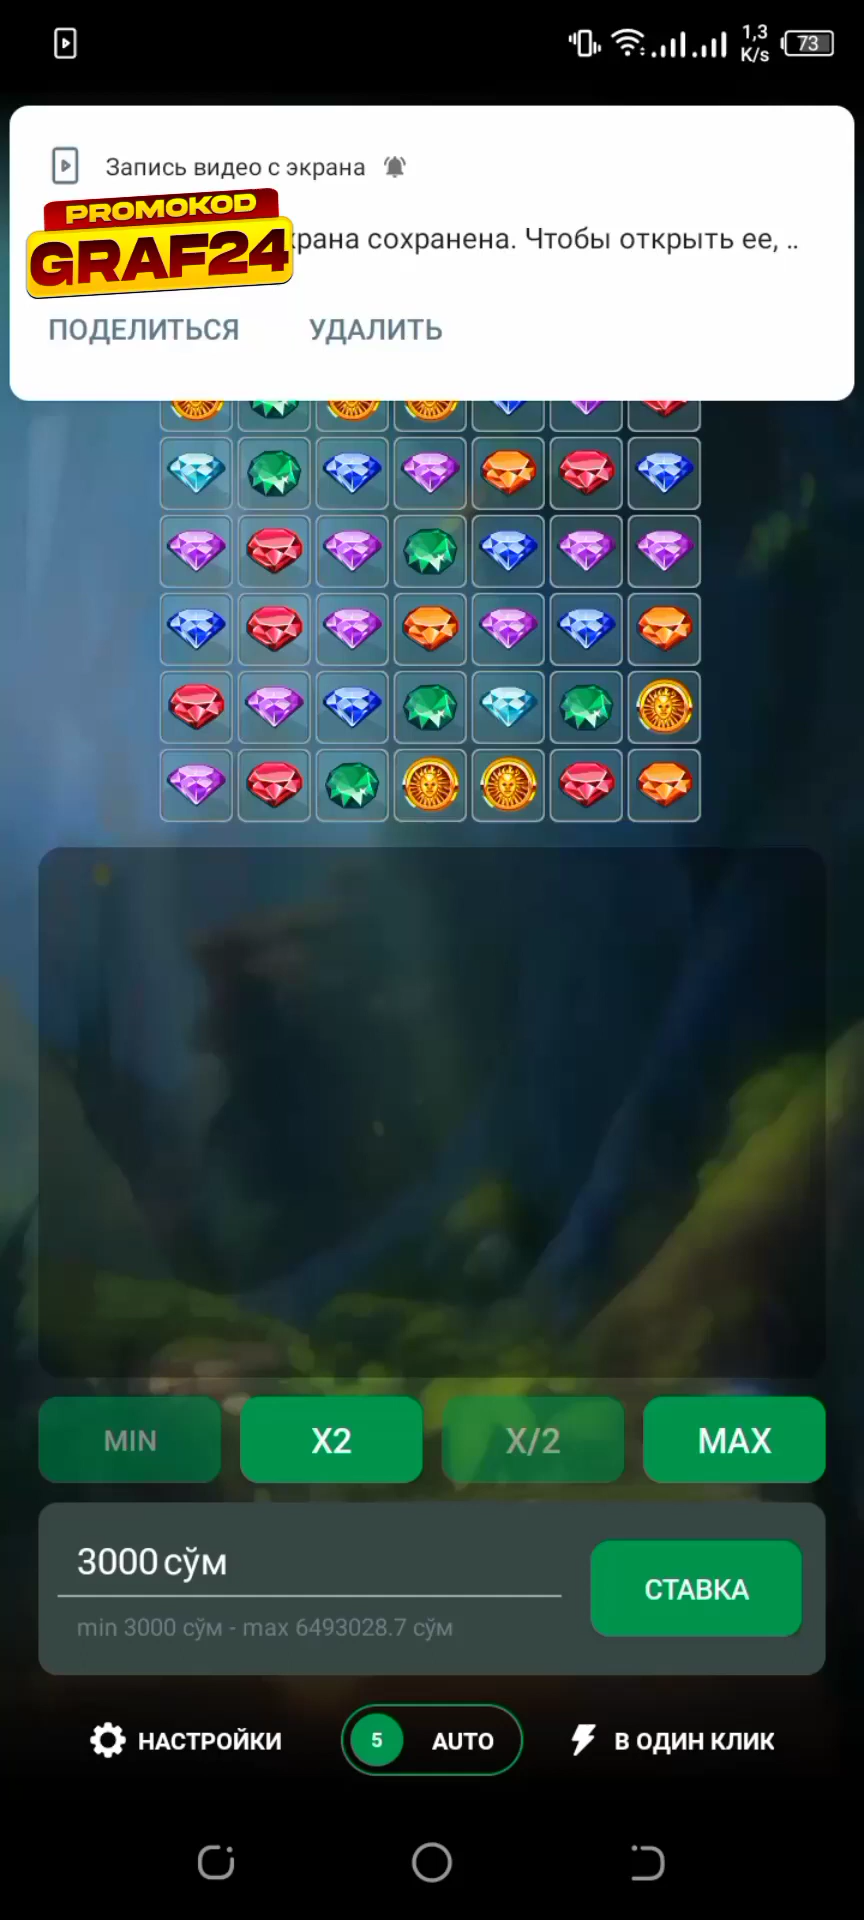 1,3
K/s
73
Запись видео с экрана
PROMOKOD
GRAF24
крана сохранена. Чтобы открыть ее, ..
ПОДЕЛИТЬСЯ УДАЛИТЬ
MIN X2 X/2 MAX
3000 сўм
СТАВКА
min 3000 сўм - max 6493028.7 сўм
НАСТРОЙКИ 5 AUTO В ОДИН КЛИК